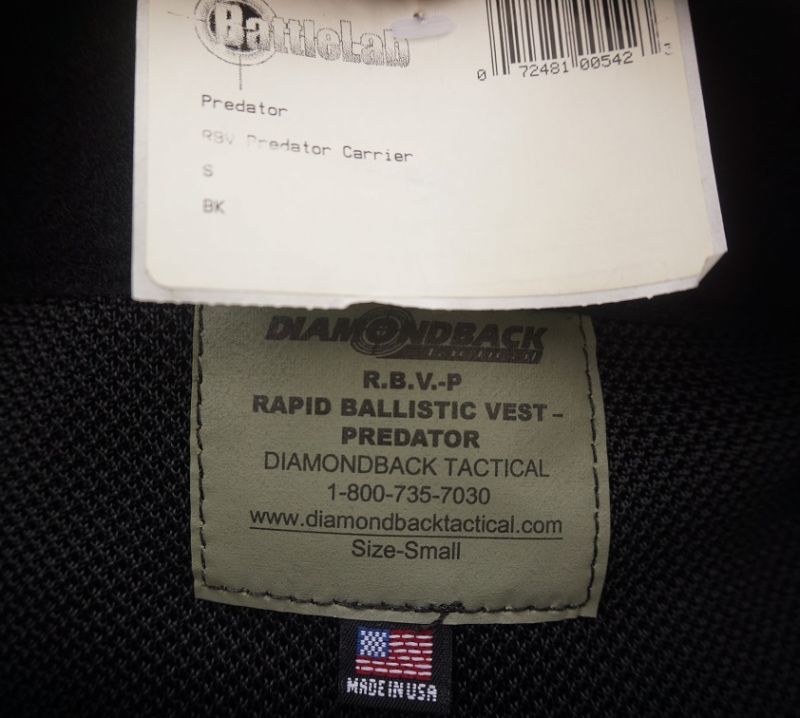 BattleLab
0 72481 00542 3
Predator
RBV Predator Carrier
S
BK
DIAMONDBACK
TACTICAL
R.B.V.-P
RAPID BALLISTIC VEST –
PREDATOR
DIAMONDBACK TACTICAL
1-800-735-7030
www.diamondbacktactical.com
Size-Small
MADE IN USA